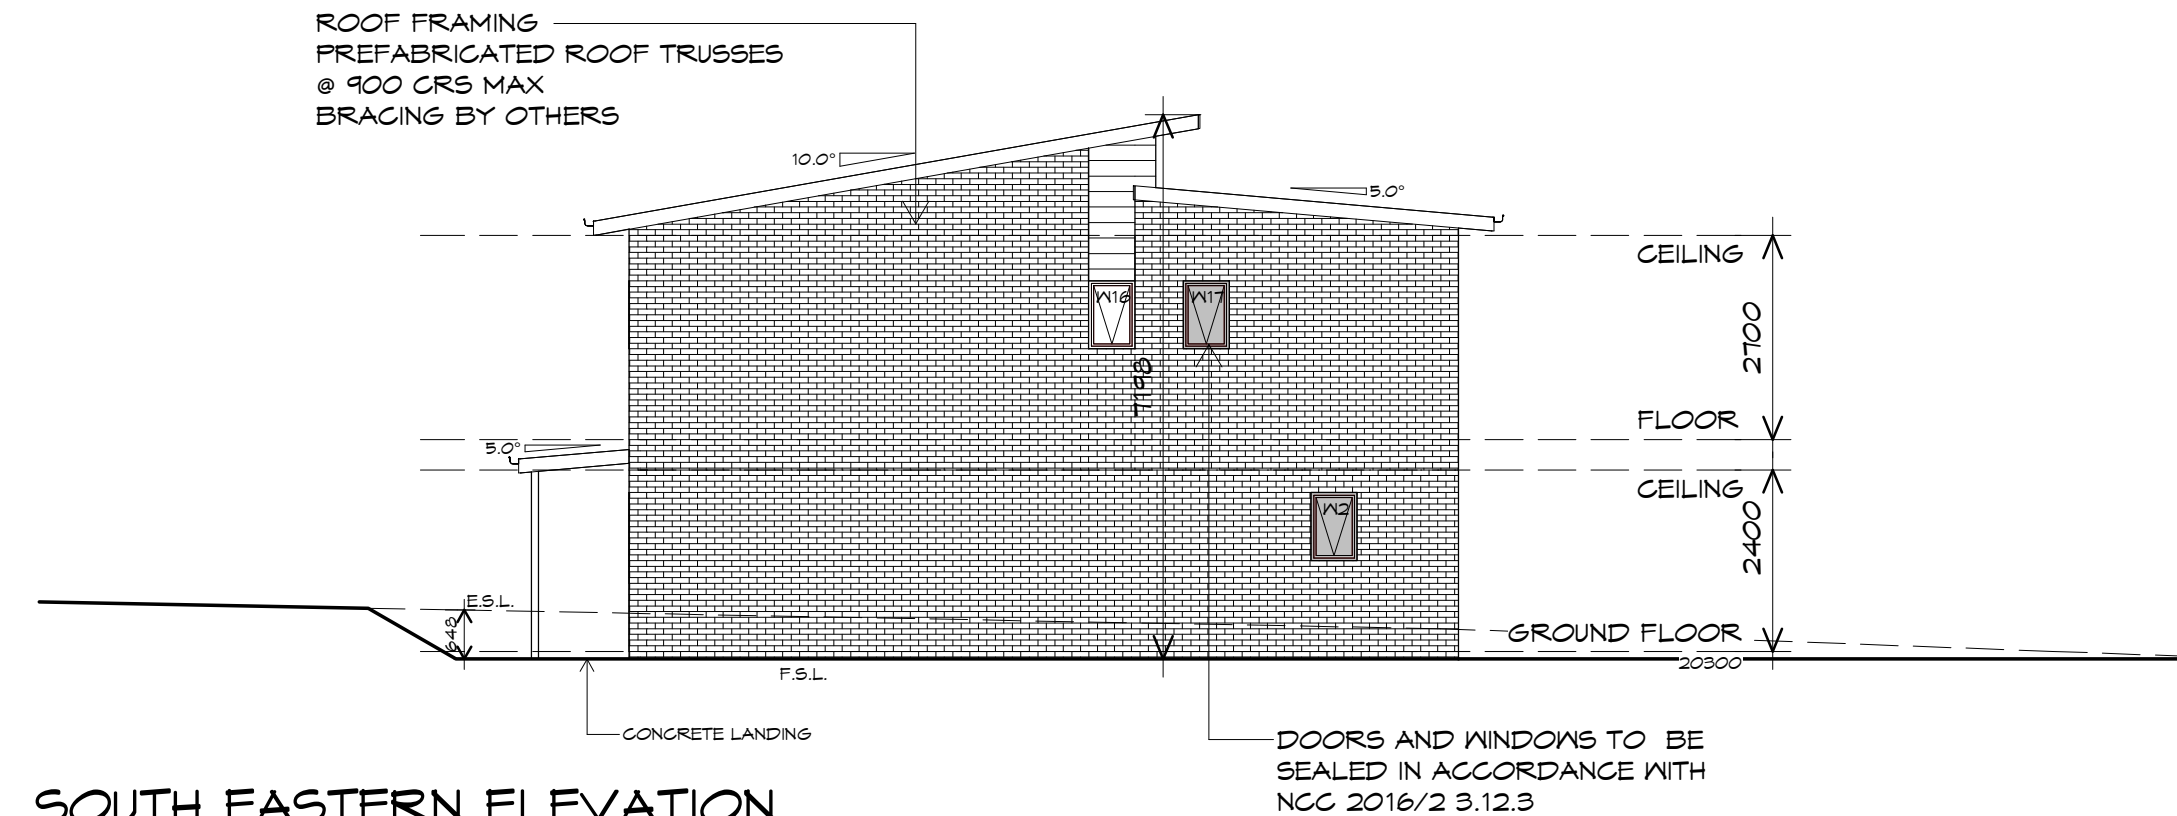 ROOF FRAMING
PREFABRICATED ROOF TRUSSES
@ 900 CRS MAX
BRACING BY OTHERS
10.0°
5.0°
CEILING
2700
W16
W17
7198
FLOOR
5.0°
CEILING
2400
W2
E.S.L.
648
GROUND FLOOR
20300
F.S.L.
CONCRETE LANDING
DOORS AND WINDOWS TO BE
SEALED IN ACCORDANCE WITH
NCC 2016/2 3.12.3
SOUTH EASTERN ELEVATION